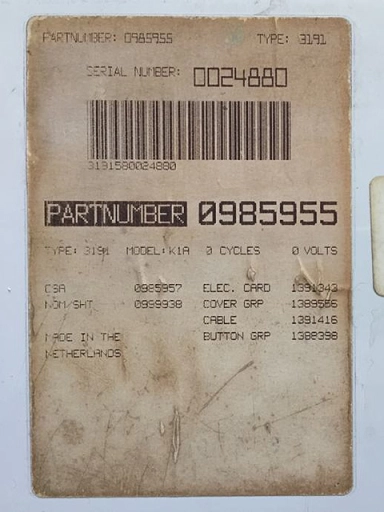 PARTNUMBER: 0985955 TYPE: 3191
SERIAL NUMBER: 0024880
3191580024880
PARTNUMBER 0985955
TYPE: 3191 MODEL: K1A 0 CYCLES 0 VOLTS
CSA 0985957 ELEC. CARD 1391343
NOM/SHT 0999938 COVER GRP 1389586
CABLE 1391416
MADE IN THE BUTTON GRP 1388398
NETHERLANDS